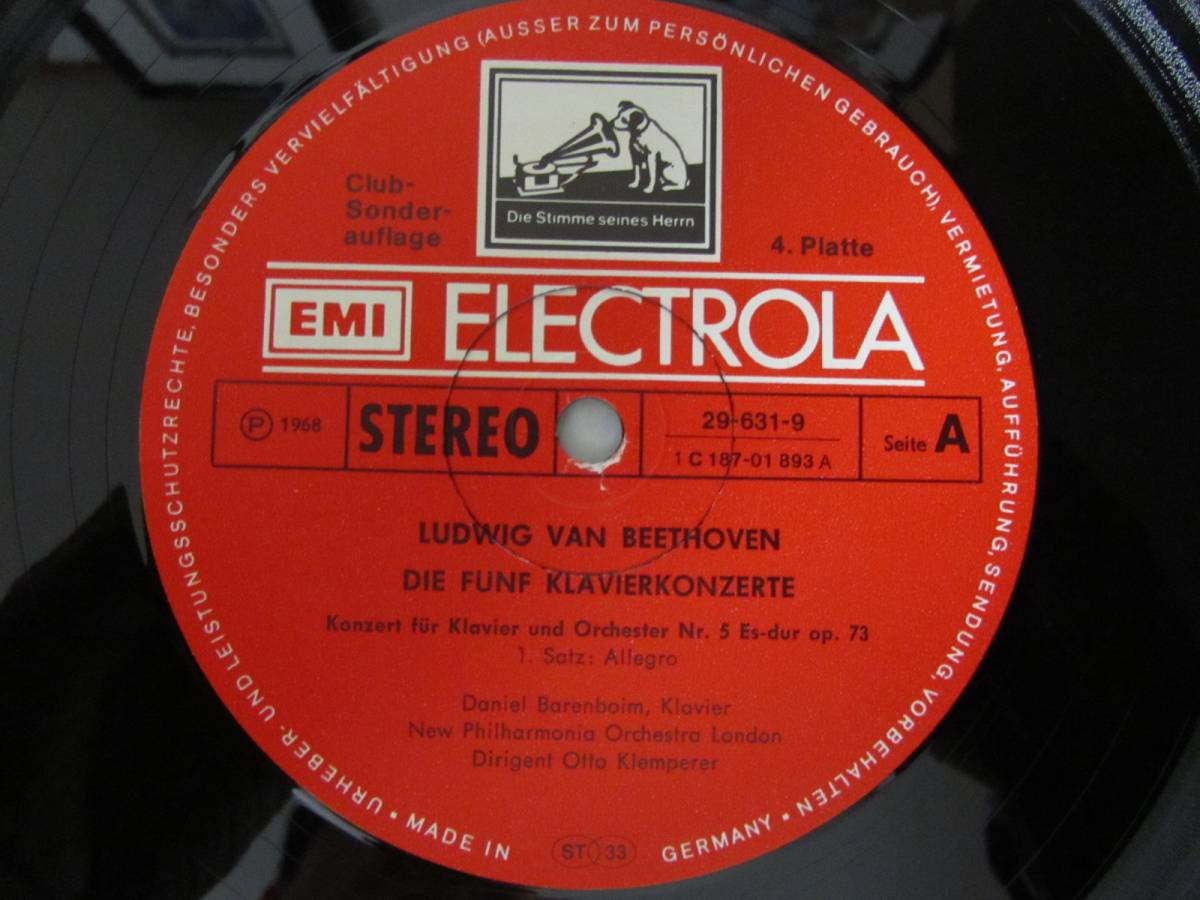 URHEBER- UND LEISTUNGSSCHUTZRECHTE, BESONDERS VERVIELFÄLTIGUNG (AUSSER ZUM PERSÖNLICHEN GEBRAUCH), VERMIETUNG, AUFFÜHRUNG, SENDUNG, VORBEHALTEN •
Die Stimme seines Herrn
Club-
Sonder-
auflage
4. Platte
EMI ELECTROLA
Ⓟ 1968
STEREO
29-631-9
1 C 187-01 893 A
Seite A
LUDWIG VAN BEETHOVEN
DIE FÜNF KLAVIERKONZERTE
Konzert für Klavier und Orchester Nr. 5 Es-dur op. 73
1. Satz: Allegro
Daniel Barenboim, Klavier
New Philharmonia Orchestra London
Dirigent Otto Klemperer
• MADE IN GERMANY •
ST 33